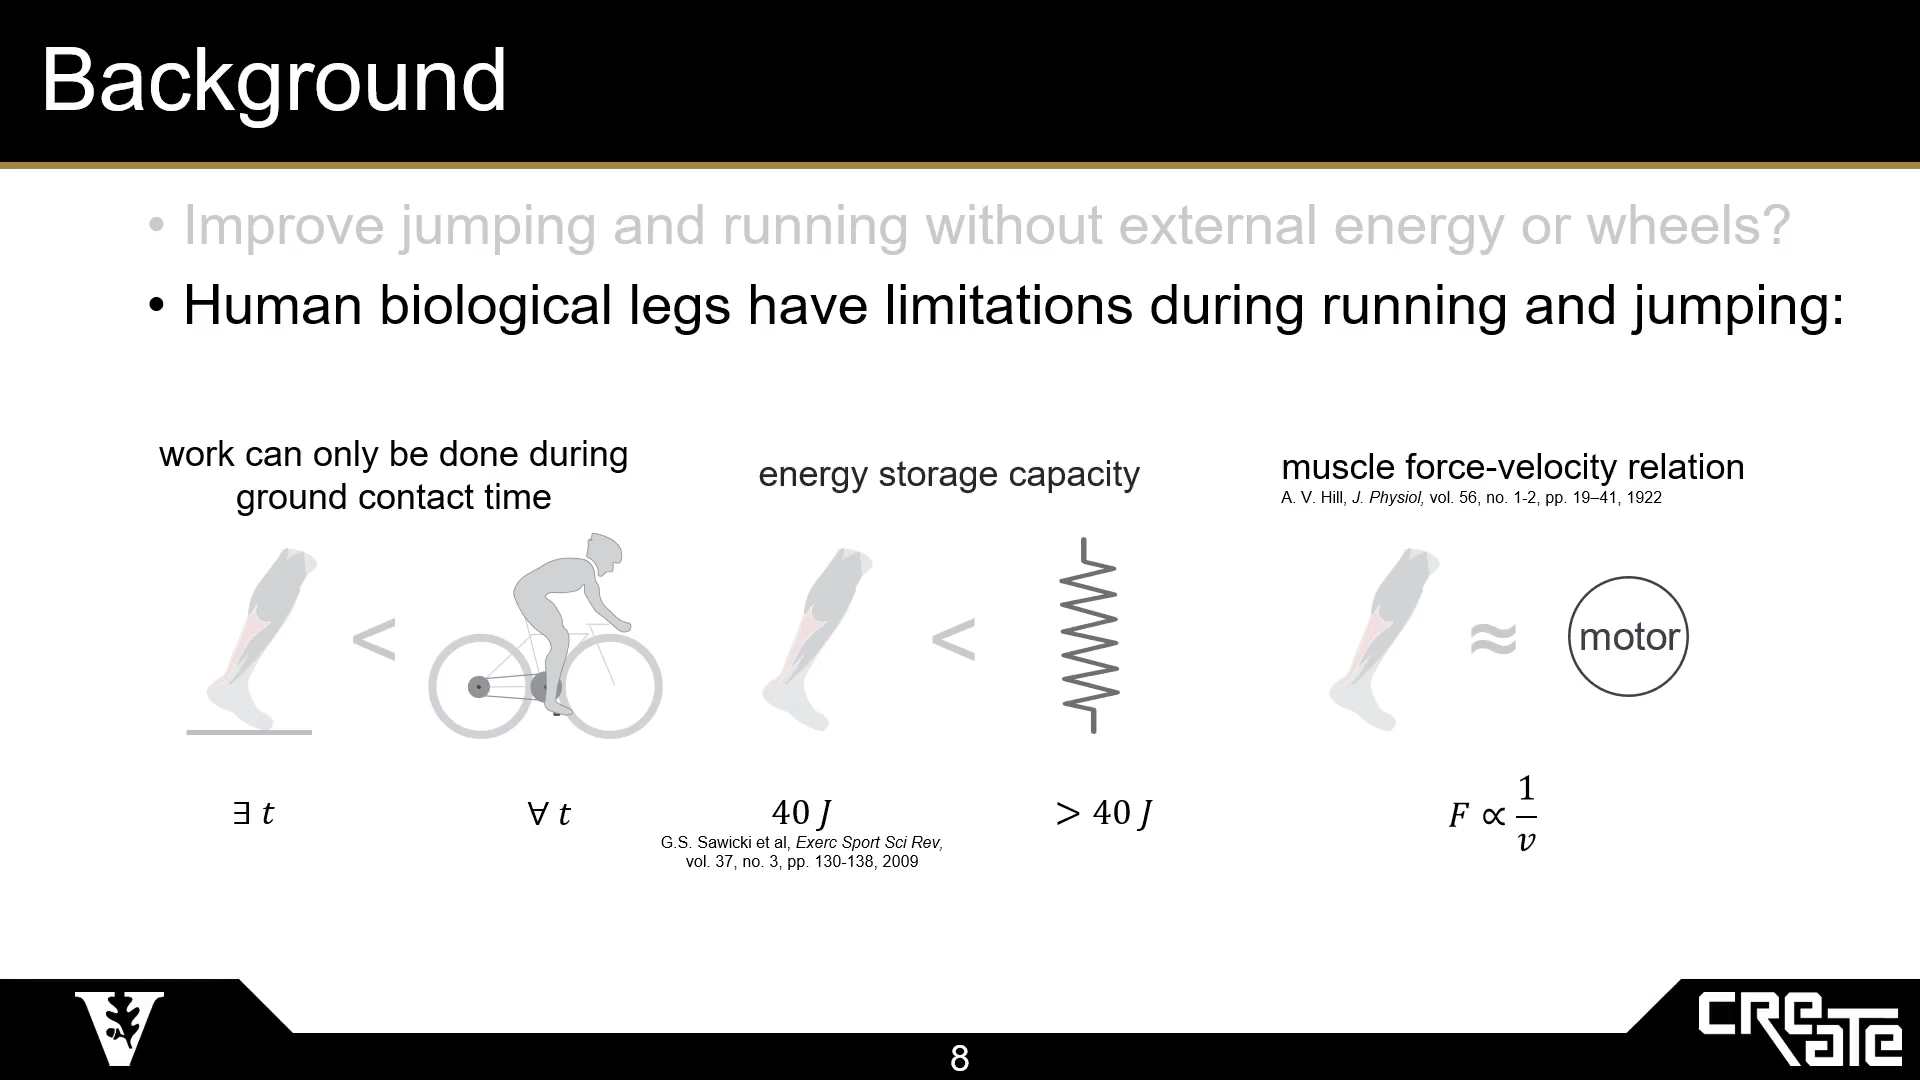 Background
• Improve jumping and running without external energy or wheels?
• Human biological legs have limitations during running and jumping:
work can only be done during
ground contact time
<
∃ t
∀ t
energy storage capacity
<
40 J
> 40 J
G.S. Sawicki et al, Exerc Sport Sci Rev,
vol. 37, no. 3, pp. 130-138, 2009
muscle force-velocity relation
A. V. Hill, J. Physiol, vol. 56, no. 1-2, pp. 19–41, 1922
≈
motor
F ∝ 1/v
V
CREATE
8